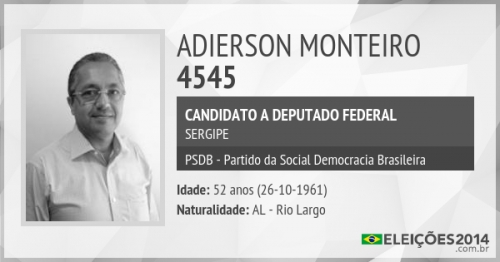 ADIERSON MONTEIRO
4545
CANDIDATO A DEPUTADO FEDERAL
SERGIPE
PSDB - Partido da Social Democracia Brasileira
Idade: 52 anos (26-10-1961)
Naturalidade: AL - Rio Largo
ELEIÇÕES2014
.com.br